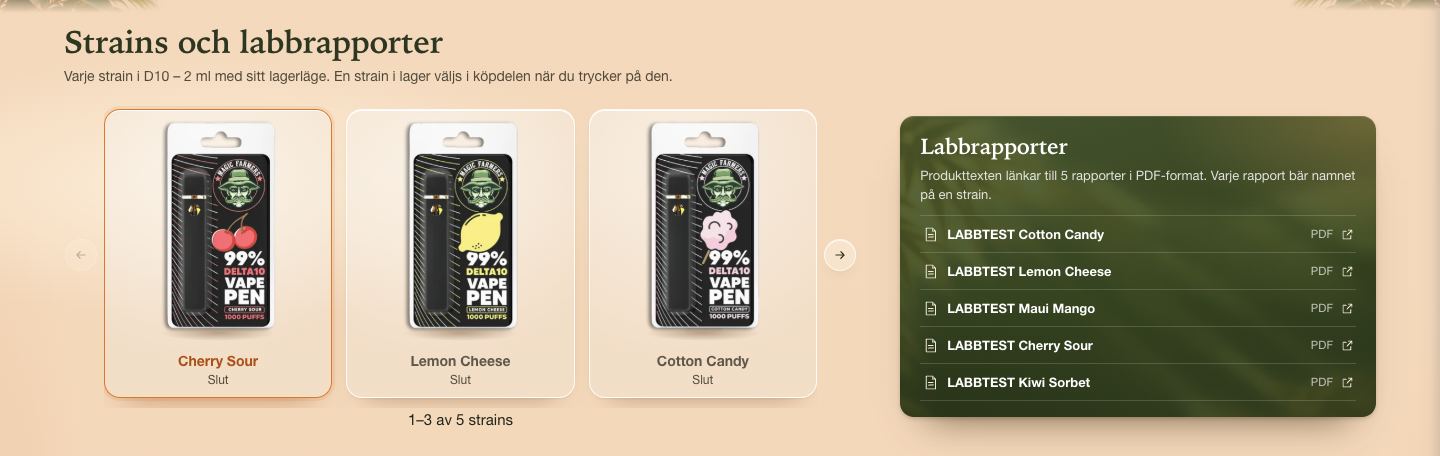 Strains och labbrapporter
Varje strain i D10 – 2 ml med sitt lagerläge. En strain i lager väljs i köpdelen när du trycker på den.
MAGIC FARMERS
99%
DELTA10
VAPE
PEN
CHERRY SOUR
1000 PUFFS
Cherry Sour
Slut
MAGIC FARMERS
99%
DELTA10
VAPE
PEN
LEMON CHEESE
1000 PUFFS
Lemon Cheese
Slut
MAGIC FARMERS
99%
DELTA10
VAPE
PEN
COTTON CANDY
1000 PUFFS
Cotton Candy
Slut
1–3 av 5 strains
Labbrapporter
Produkttexten länkar till 5 rapporter i PDF-format. Varje rapport bär namnet
på en strain.
LABBTEST Cotton Candy PDF
LABBTEST Lemon Cheese PDF
LABBTEST Maui Mango PDF
LABBTEST Cherry Sour PDF
LABBTEST Kiwi Sorbet PDF